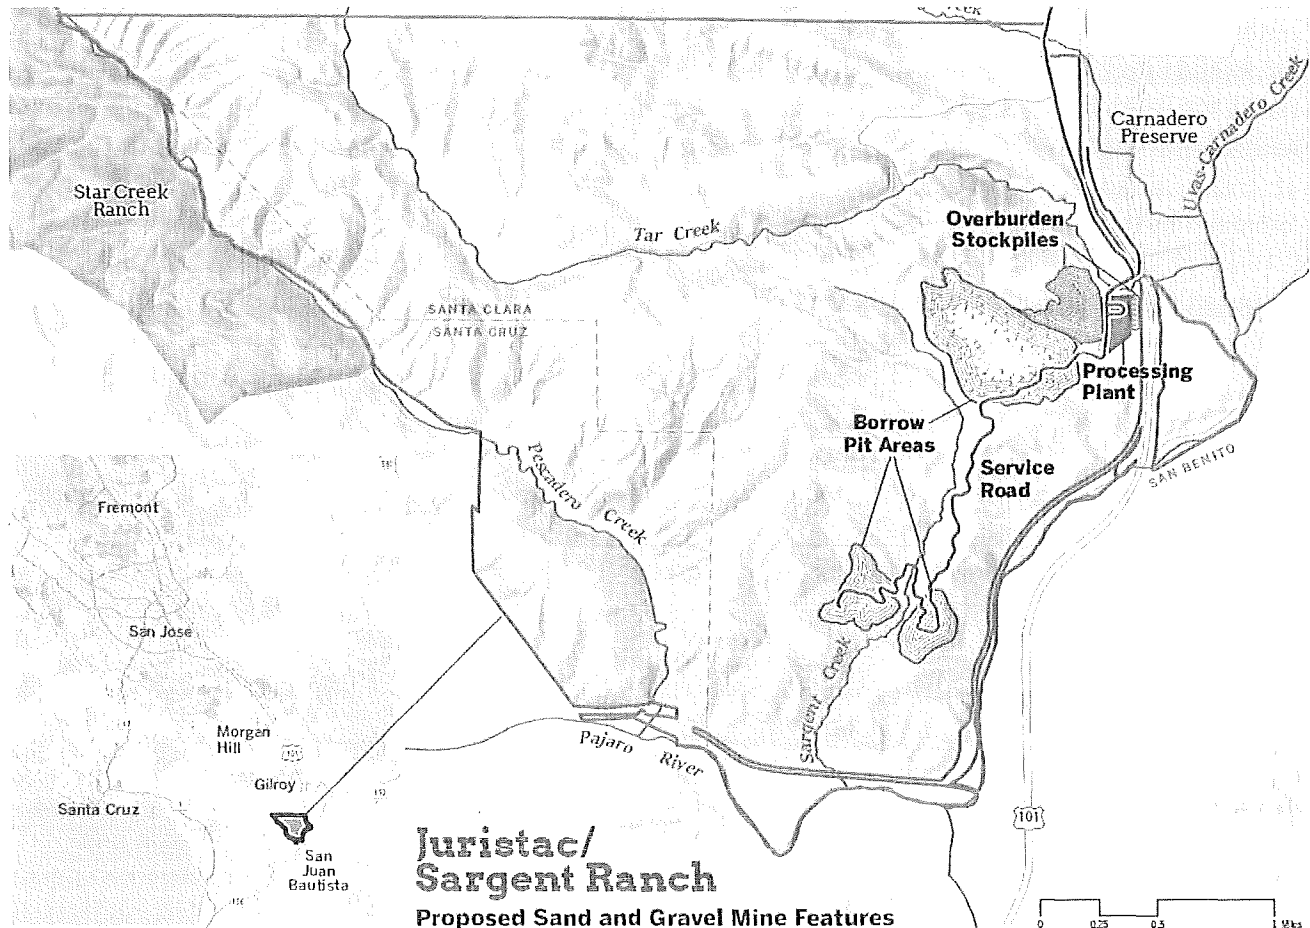 Carnadero
Preserve
Uvas-Carnadero Creek
Star Creek
Ranch
Overburden
Stockpiles
Tar Creek
SANTA CLARA
SANTA CRUZ
Processing
Plant
Borrow
Pit Areas
Service
Road
SAN BENITO
Pescadero Creek
Fremont
San Jose
Sargent Creek
Morgan
Hill
101
Pajaro River
Gilroy
Santa Cruz
101
San
Juan
Bautista
Juristac/
Sargent Ranch
Proposed Sand and Gravel Mine Features
0 0.25 0.5 1 Miles